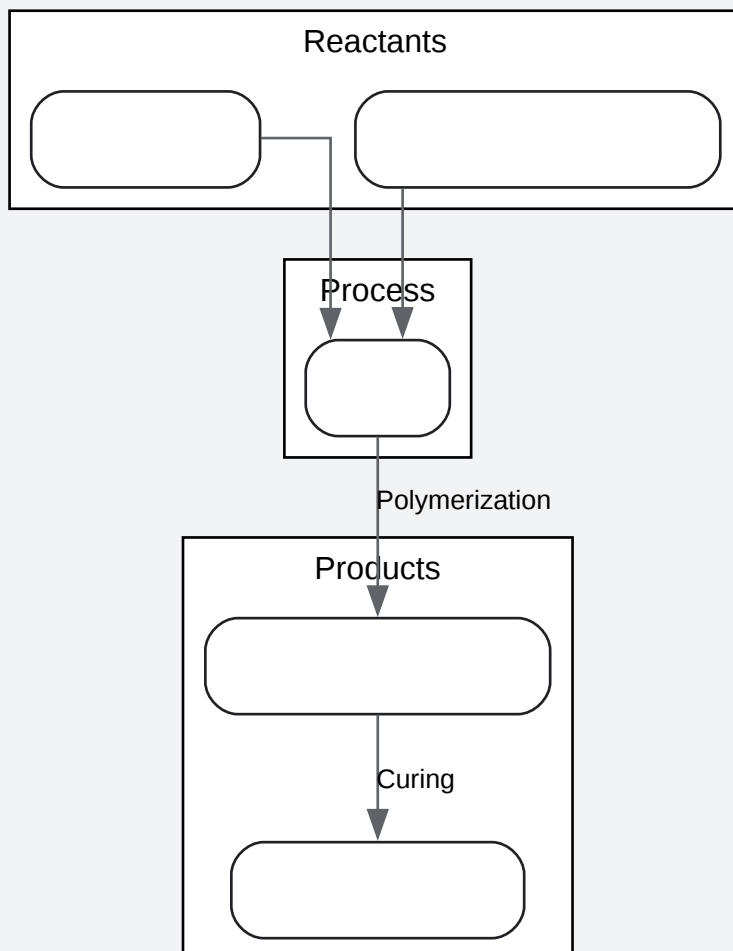 Reactants
Process
Polymerization
Products
Curing